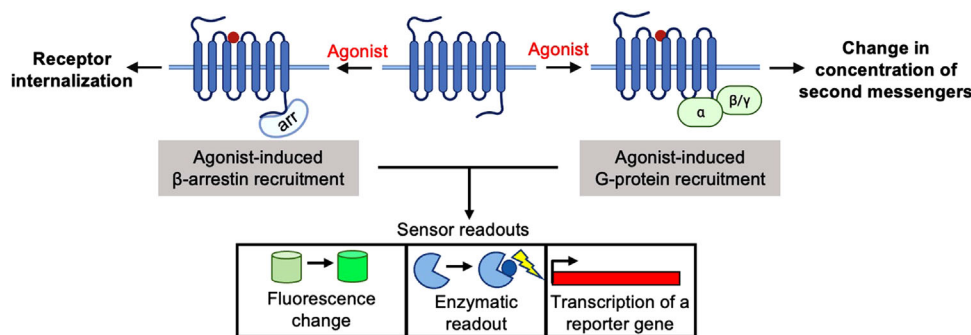 Receptor
internalization
Agonist
Agonist
Change in
concentration of
second messengers
arr
α
β/γ
Agonist-induced
β-arrestin recruitment
Agonist-induced
G-protein recruitment
Sensor readouts
Fluorescence
change
Enzymatic
readout
Transcription of a
reporter gene